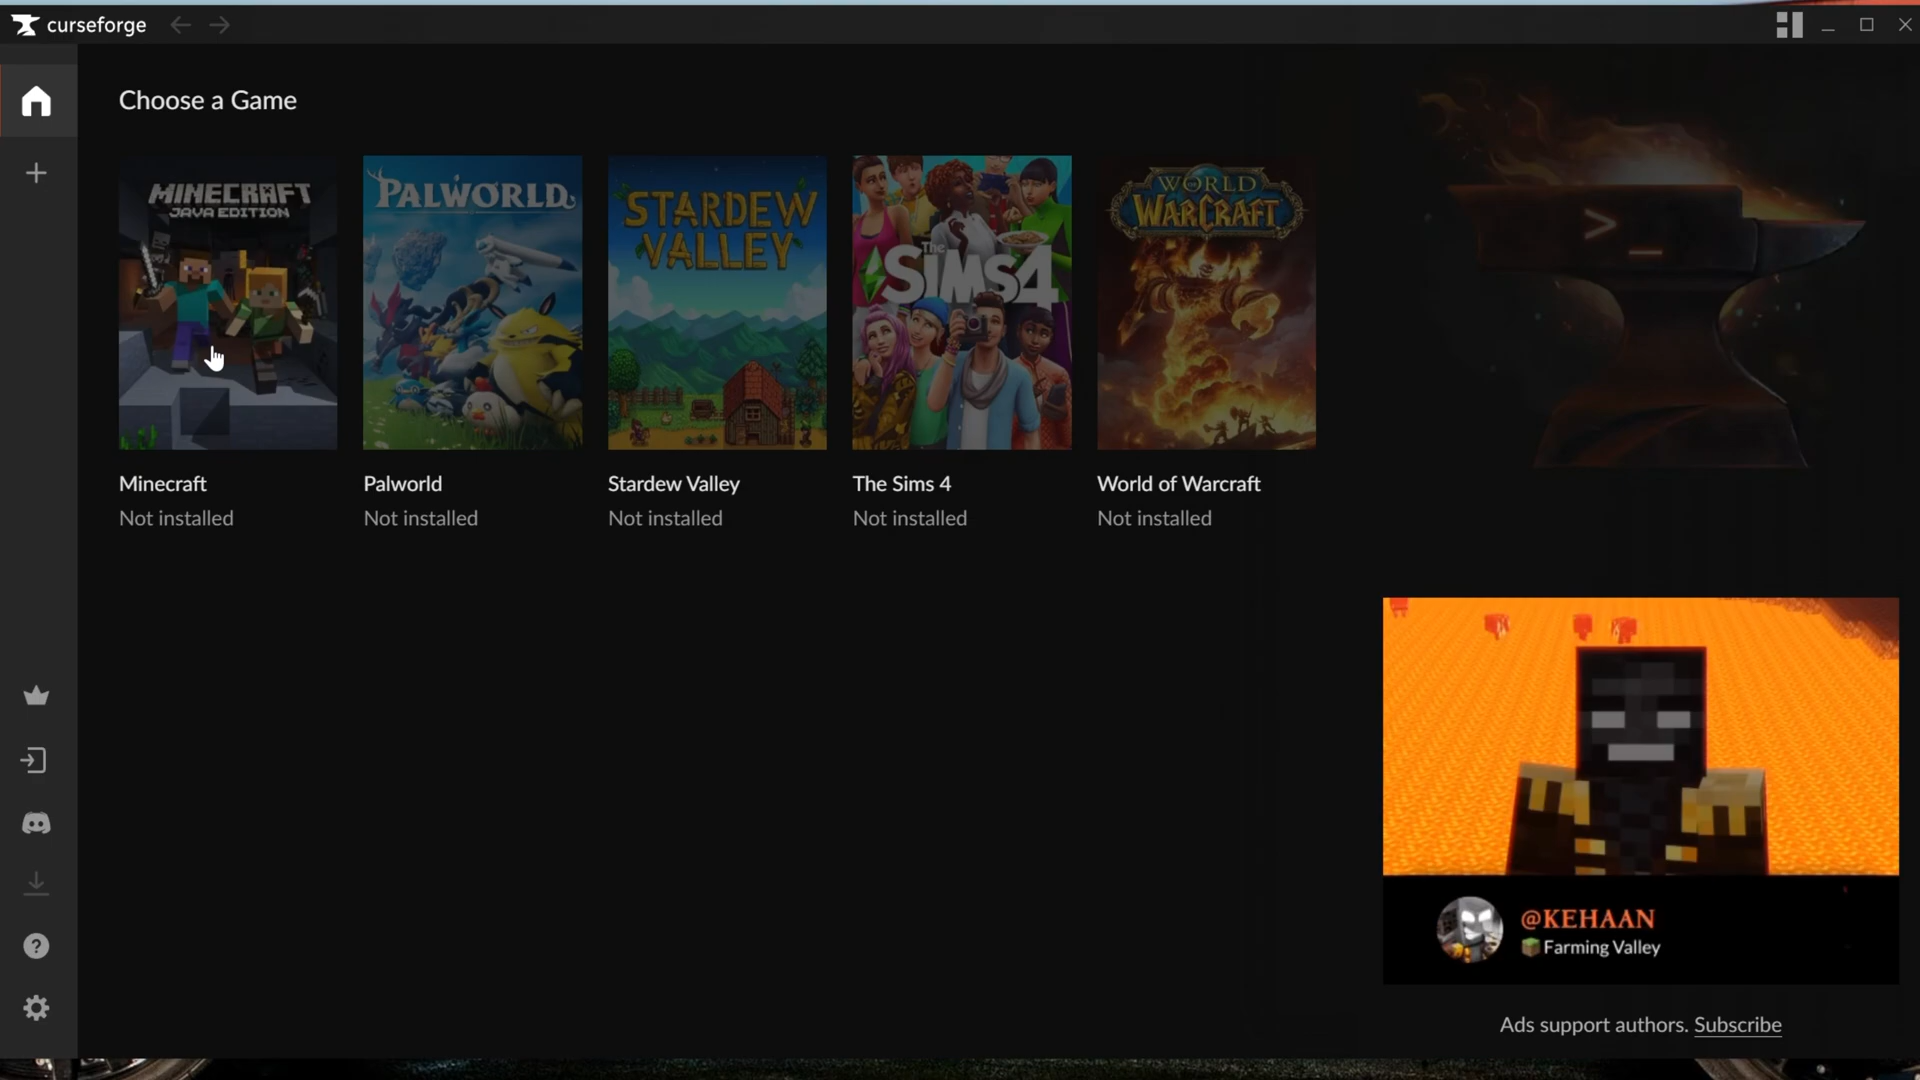 curseforge
Choose a Game
MINECRAFT
JAVA EDITION
PALWORLD
STARDEW
VALLEY
The
SIMS4
WORLD
OF
WARCRAFT
>_
Minecraft
Not installed
Palworld
Not installed
Stardew Valley
Not installed
The Sims 4
Not installed
World of Warcraft
Not installed
@KEHAAN
Farming Valley
Ads support authors. Subscribe